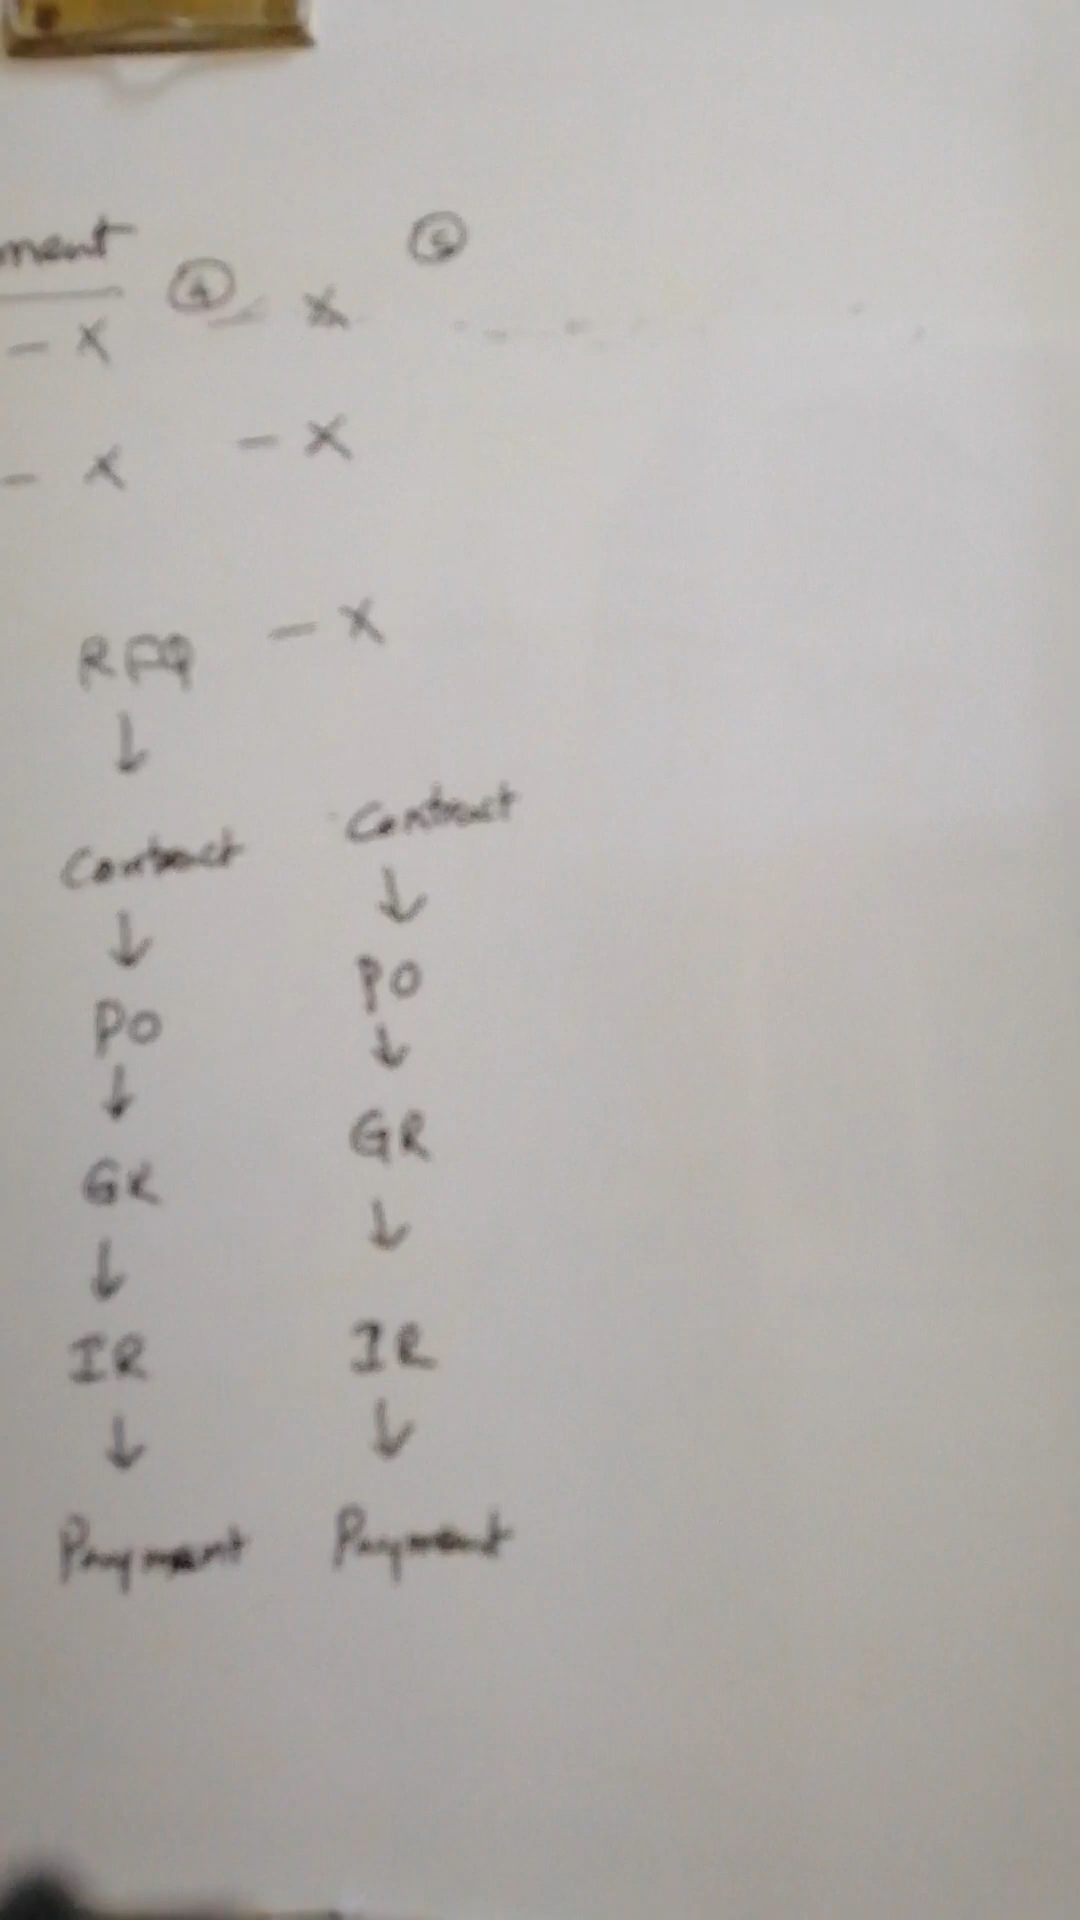 ment
④ ⑤
- X - X
- X - X
RFQ - X
↓
Contract Contract
↓ ↓
PO PO
↓ ↓
GR GR
↓ ↓
IR IR
↓ ↓
Payment Payment